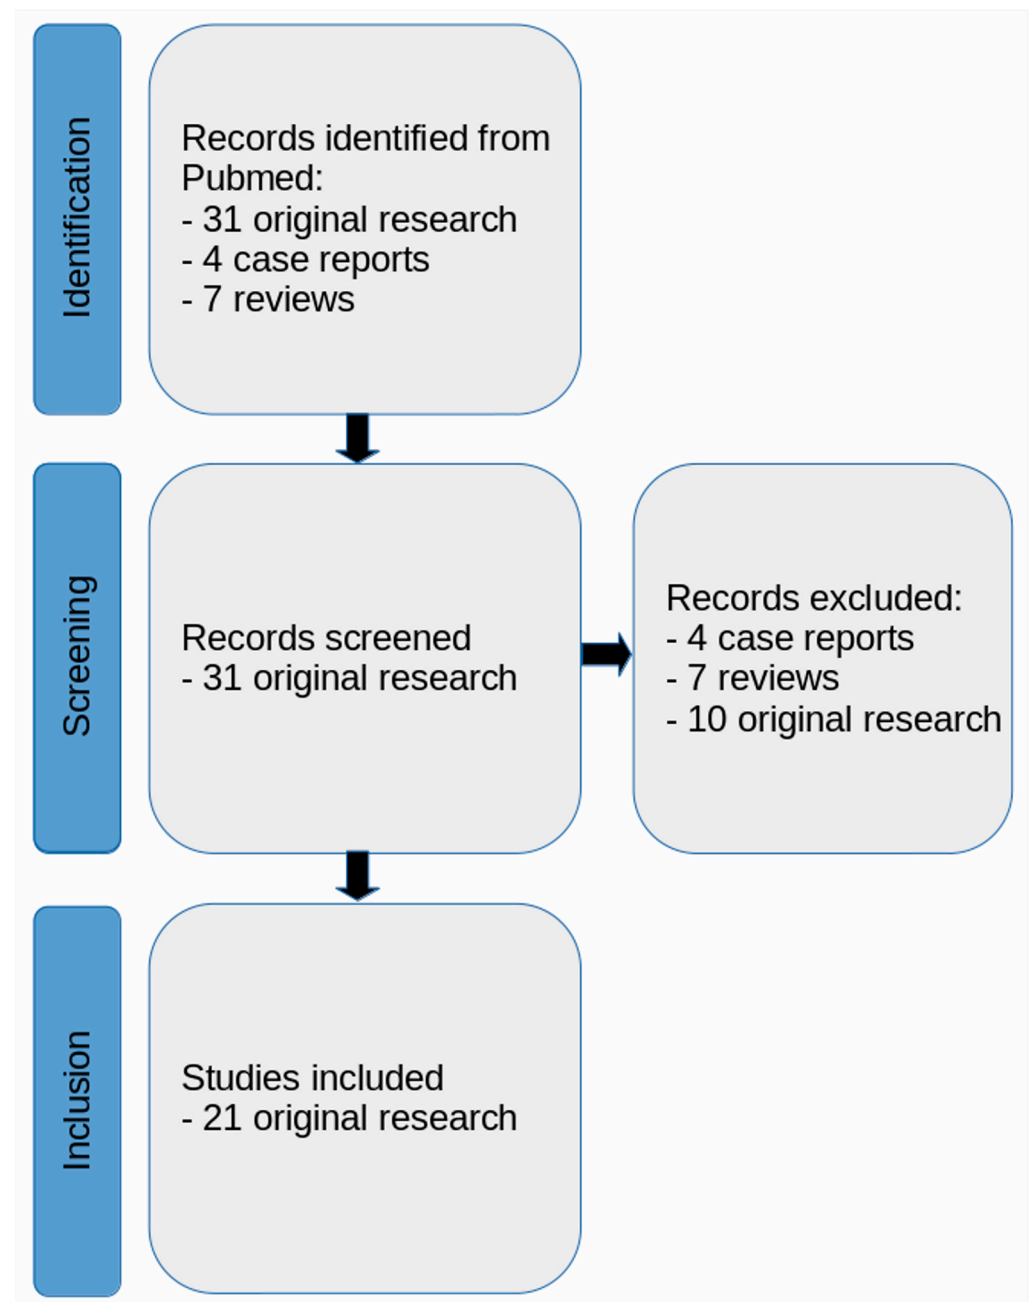 Identification
Records identified from
Pubmed:
- 31 original research
- 4 case reports
- 7 reviews
Screening
Records screened
- 31 original research
Records excluded:
- 4 case reports
- 7 reviews
- 10 original research
Inclusion
Studies included
- 21 original research